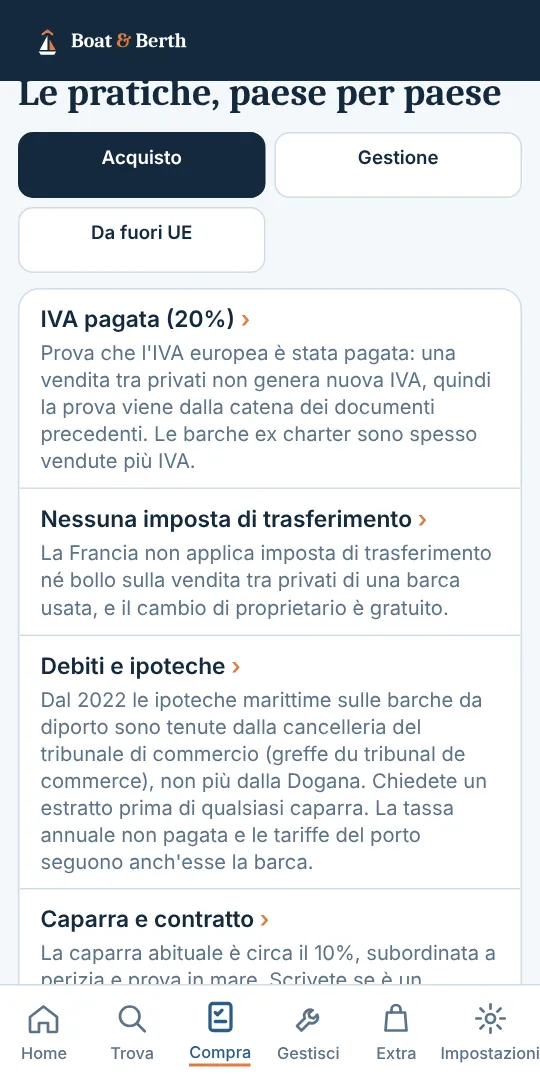 Boat & Berth
Le pratiche, paese per paese
Acquisto
Gestione
Da fuori UE
IVA pagata (20%) ›
Prova che l'IVA europea è stata pagata: una
vendita tra privati non genera nuova IVA, quindi
la prova viene dalla catena dei documenti
precedenti. Le barche ex charter sono spesso
vendute più IVA.
Nessuna imposta di trasferimento ›
La Francia non applica imposta di trasferimento
né bollo sulla vendita tra privati di una barca
usata, e il cambio di proprietario è gratuito.
Debiti e ipoteche ›
Dal 2022 le ipoteche marittime sulle barche da
diporto sono tenute dalla cancelleria del
tribunale di commercio (greffe du tribunal de
commerce), non più dalla Dogana. Chiedete un
estratto prima di qualsiasi caparra. La tassa
annuale non pagata e le tariffe del porto
seguono anch'esse la barca.
Caparra e contratto ›
La caparra abituale è circa il 10%, subordinata a
perizia e prova in mare. Scrivete se è un
Home
Trova
Compra
Gestisci
Extra
Impostazioni